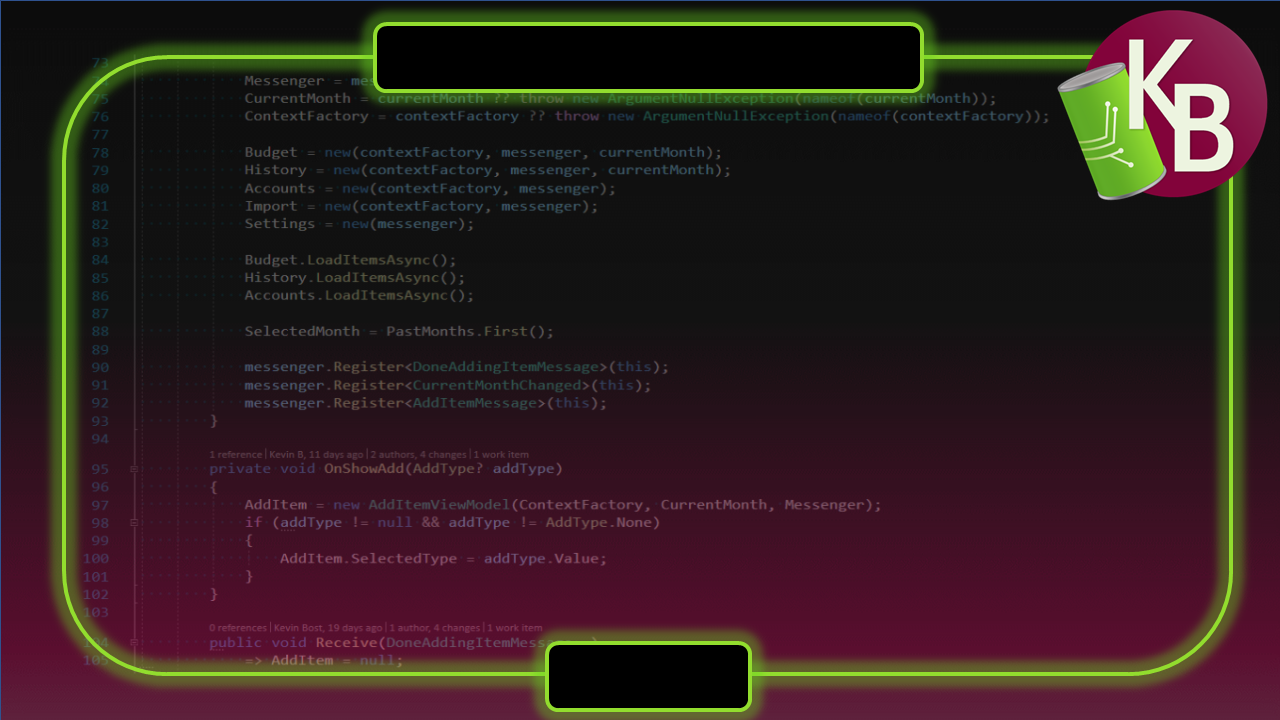 KB
73
Messenger = mes
75 CurrentMonth = currentMonth ?? throw new ArgumentNullException(nameof(currentMonth));
76 ContextFactory = contextFactory ?? throw new ArgumentNullException(nameof(contextFactory));
77
78 Budget = new(contextFactory, messenger, currentMonth);
79 History = new(contextFactory, messenger, currentMonth);
80 Accounts = new(contextFactory, messenger);
81 Import = new(contextFactory, messenger);
82 Settings = new(messenger);
83
84 Budget.LoadItemsAsync();
85 History.LoadItemsAsync();
86 Accounts.LoadItemsAsync();
87
88 SelectedMonth = PastMonths.First();
89
90 messenger.Register<DoneAddingItemMessage>(this);
91 messenger.Register<CurrentMonthChanged>(this);
92 messenger.Register<AddItemMessage>(this);
93 }
94
1 reference | Kevin B, 11 days ago | 2 authors, 4 changes | 1 work item
95 private void OnShowAdd(AddType? addType)
96 {
97 AddItem = new AddItemViewModel(ContextFactory, CurrentMonth, Messenger);
98 if (addType != null && addType != AddType.None)
99 {
100 AddItem.SelectedType = addType.Value;
101 }
102 }
103
0 references | Kevin Bost, 19 days ago | 1 author, 4 changes | 1 work item
104 public void Receive(DoneAddingItemMess
105 => AddItem = null;